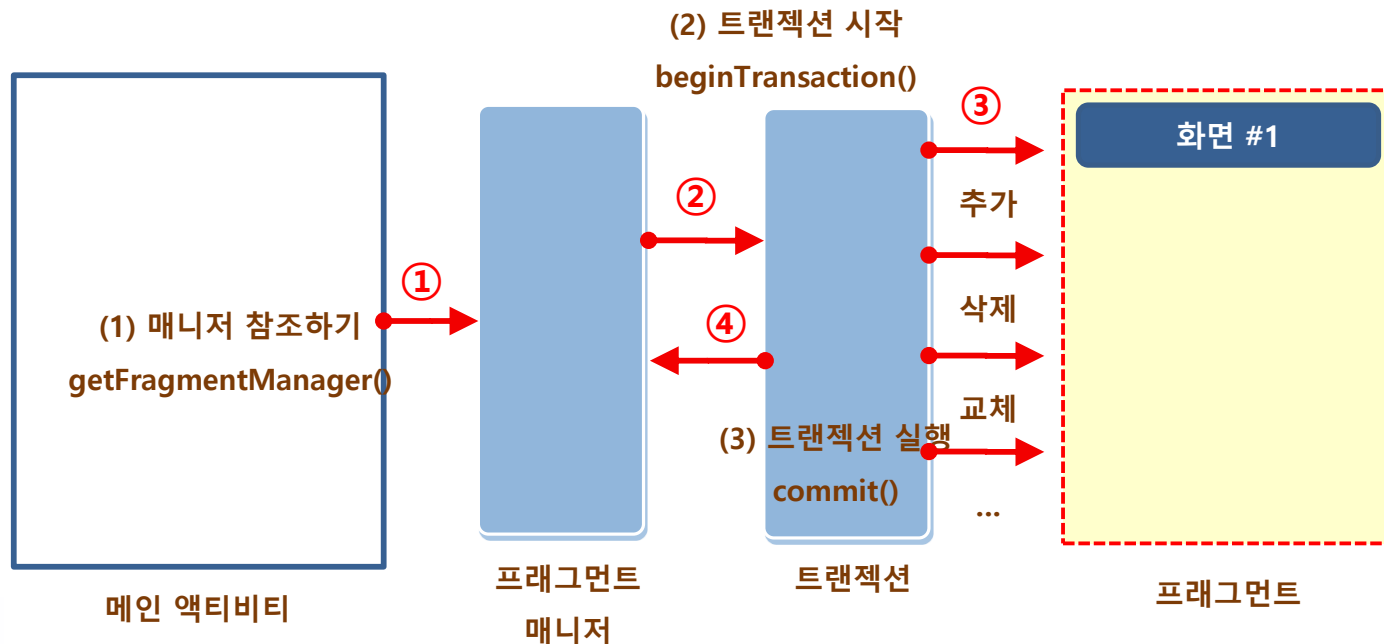 (2) 트랜젝션 시작
beginTransaction()
③
화면 #1
추가
②
삭제
①
(1) 매니저 참조하기
getFragmentManager()
④
교체
(3) 트랜젝션 실행
commit()
...
메인 액티비티
프래그먼트
매니저
트랜젝션
프래그먼트